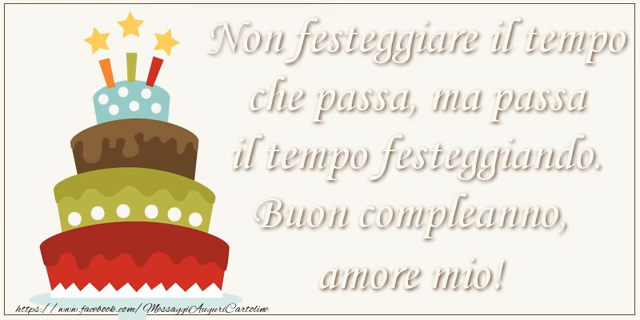 Non festeggiare il tempo
che passa, ma passa
il tempo festeggiando.
Buon compleanno,
amore mio!
https://www.facebook.com/MessaggiAuguriCartoline